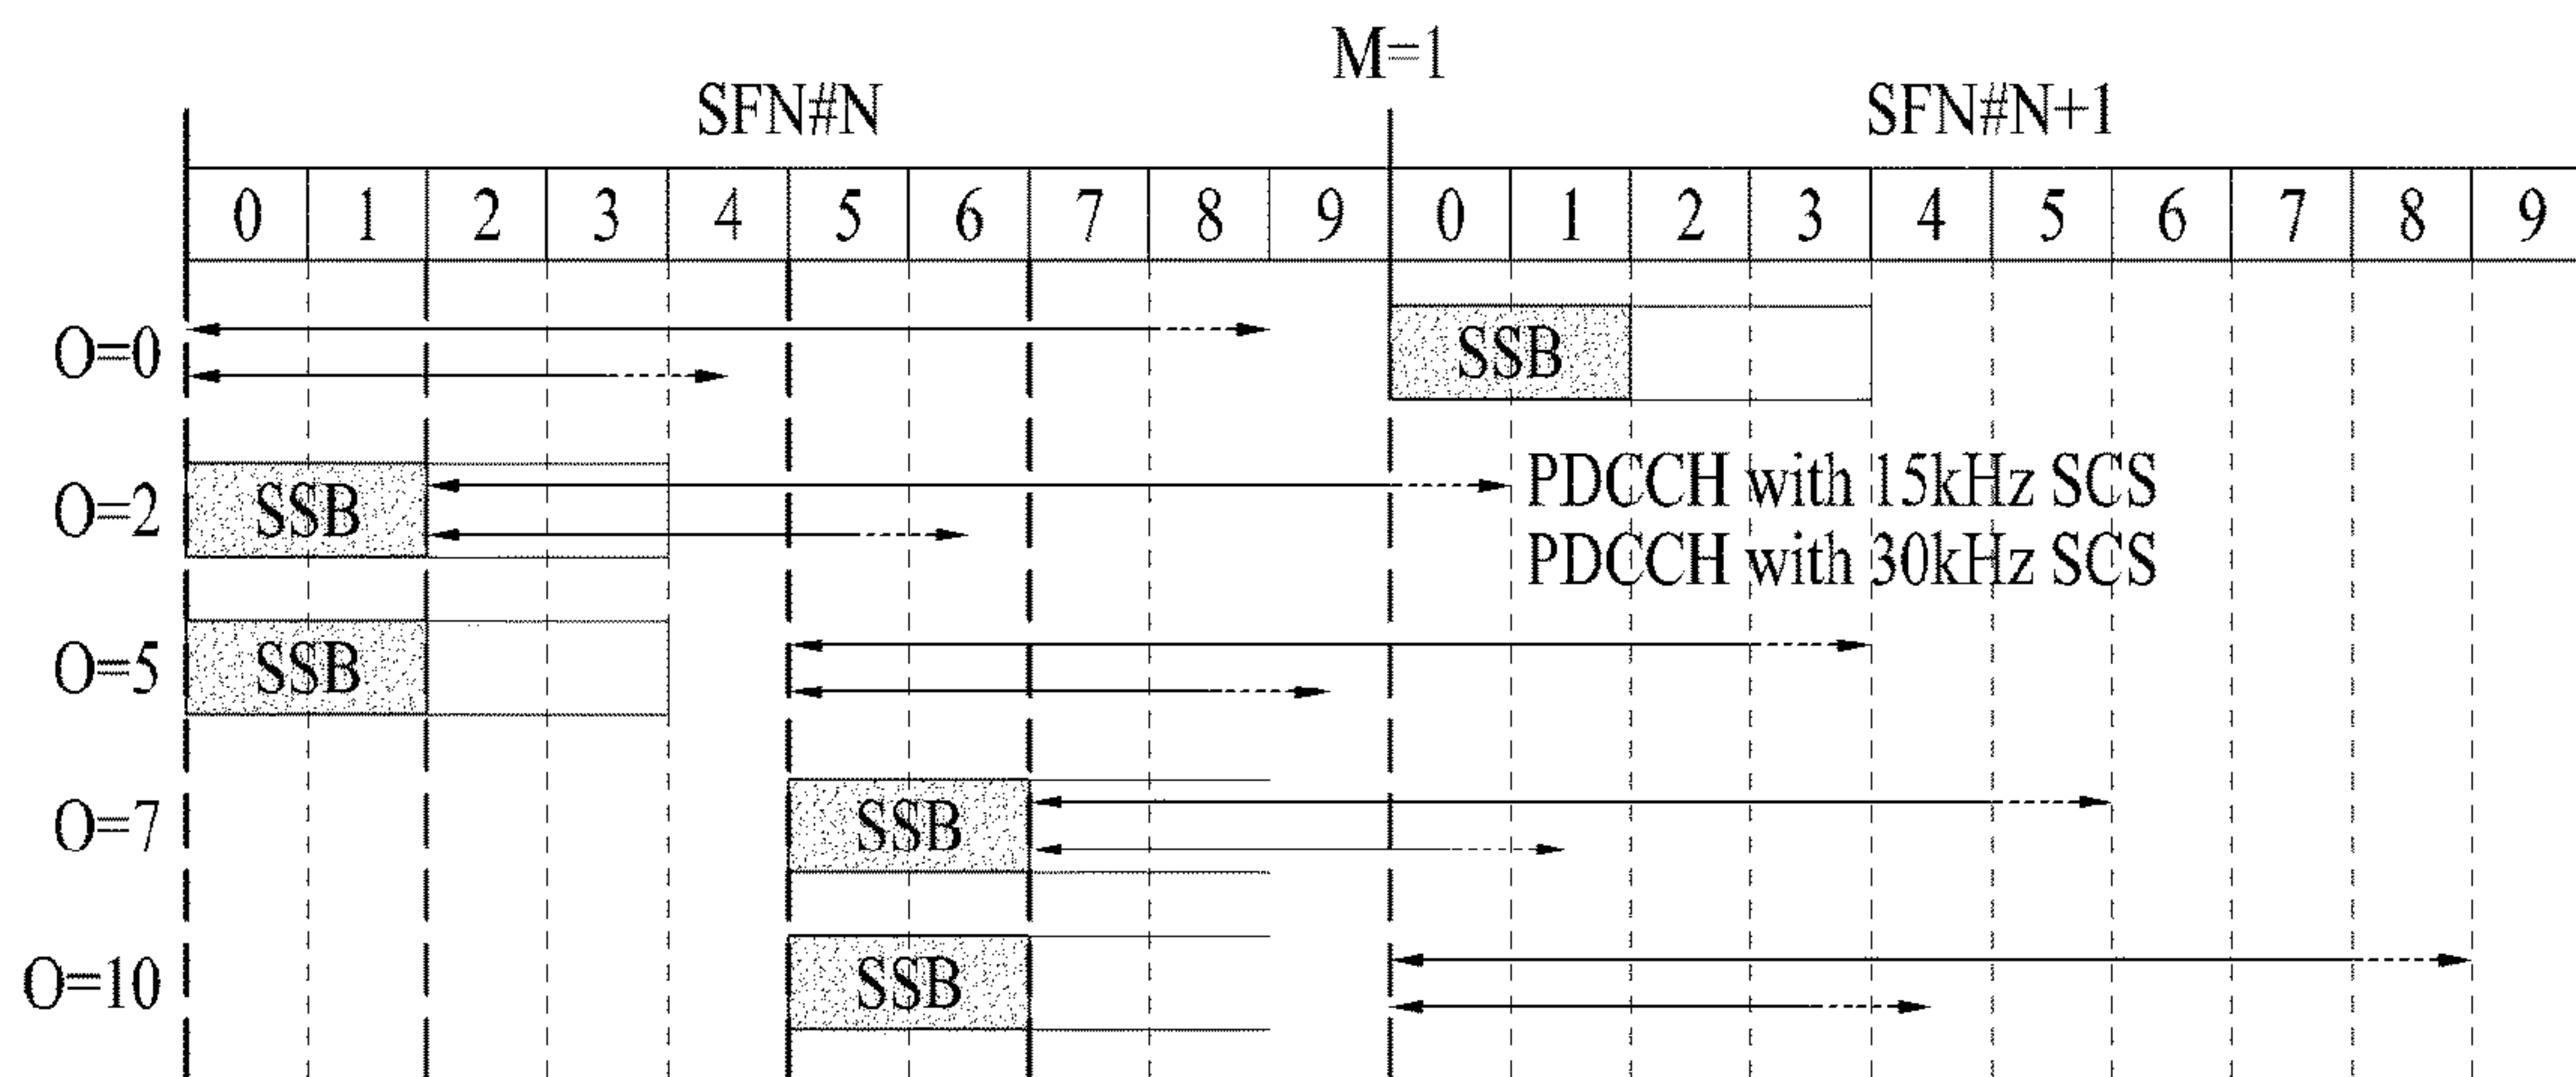 M=1
SFN#N SFN#N+1
0 1 2 3 4 5 6 7 8 9 0 1 2 3 4 5 6 7 8 9
O=0 SSB
O=2 SSB PDCCH with 15kHz SCS
PDCCH with 30kHz SCS
O=5 SSB
O=7 SSB
O=10 SSB